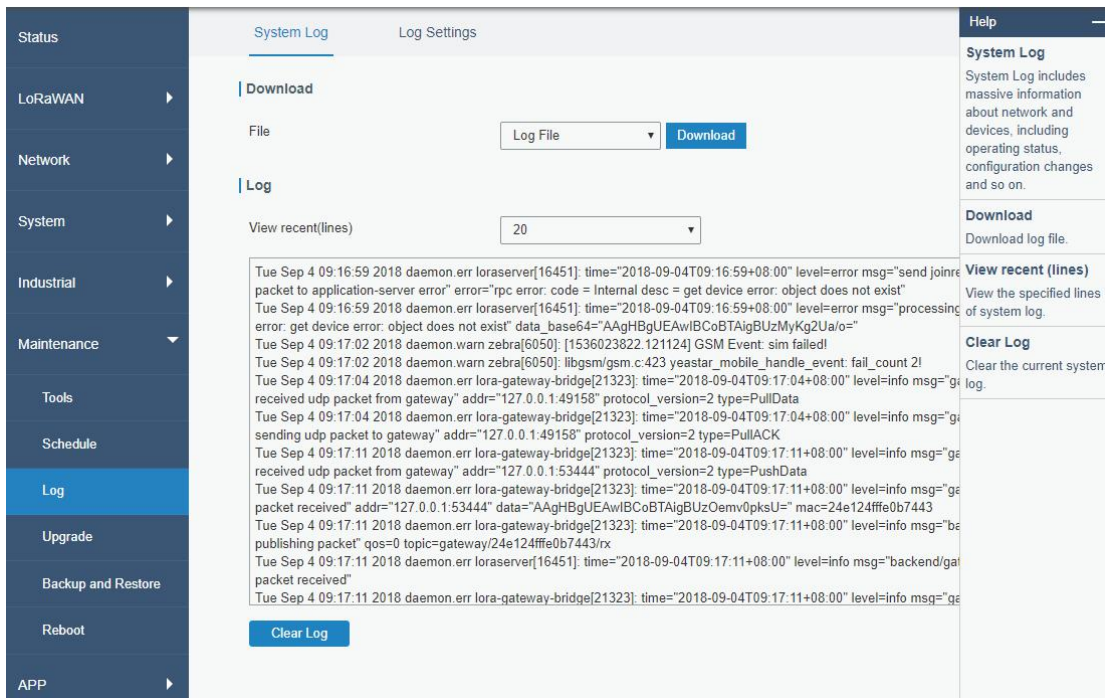 Status
LoRaWAN
Network
System
Industrial
Maintenance
Tools
Schedule
Log
Upgrade
Backup and Restore
Reboot
APP
System Log
Log Settings
Download
File
Log File
Download
Log
View recent(lines)
20
Tue Sep 4 09:16:59 2018 daemon.err loraserver[16451]: time="2018-09-04T09:16:59+08:00" level=error msg="send joinre
packet to application-server error" error="rpc error: code = Internal desc = get device error: object does not exist"
Tue Sep 4 09:16:59 2018 daemon.err loraserver[16451]: time="2018-09-04T09:16:59+08:00" level=error msg="processing
error: get device error: object does not exist" data_base64="AAgHBgUEAwIBCoBTAigBUzMyKg2Ua/o="
Tue Sep 4 09:17:02 2018 daemon.warn zebra[6050]: [1536023822.121124] GSM Event: sim failed!
Tue Sep 4 09:17:02 2018 daemon.warn zebra[6050]: libgsm/gsm.c:423 yeastar_mobile_handle_event: fail_count 2!
Tue Sep 4 09:17:04 2018 daemon.err lora-gateway-bridge[21323]: time="2018-09-04T09:17:04+08:00" level=info msg="ga
received udp packet from gateway" addr="127.0.0.1:49158" protocol_version=2 type=PullData
Tue Sep 4 09:17:04 2018 daemon.err lora-gateway-bridge[21323]: time="2018-09-04T09:17:04+08:00" level=info msg="ga
sending udp packet to gateway" addr="127.0.0.1:49158" protocol_version=2 type=PullACK
Tue Sep 4 09:17:11 2018 daemon.err lora-gateway-bridge[21323]: time="2018-09-04T09:17:11+08:00" level=info msg="ga
received udp packet from gateway" addr="127.0.0.1:53444" protocol_version=2 type=PushData
Tue Sep 4 09:17:11 2018 daemon.err lora-gateway-bridge[21323]: time="2018-09-04T09:17:11+08:00" level=info msg="ga
packet received" addr="127.0.0.1:53444" data="AAgHBgUEAwIBCoBTAigBUzOemv0pksU=" mac=24e124fffe0b7443
Tue Sep 4 09:17:11 2018 daemon.err lora-gateway-bridge[21323]: time="2018-09-04T09:17:11+08:00" level=info msg="ba
publishing packet" qos=0 topic=gateway/24e124fffe0b7443/rx
Tue Sep 4 09:17:11 2018 daemon.err loraserver[16451]: time="2018-09-04T09:17:11+08:00" level=info msg="backend/gat
packet received"
Tue Sep 4 09:17:11 2018 daemon.err lora-gateway-bridge[21323]: time="2018-09-04T09:17:11+08:00" level=info msg="ga
Clear Log
Help
System Log
System Log includes
massive information
about network and
devices, including
operating status,
configuration changes
and so on.
Download
Download log file.
View recent (lines)
View the specified lines
of system log.
Clear Log
Clear the current system
log.